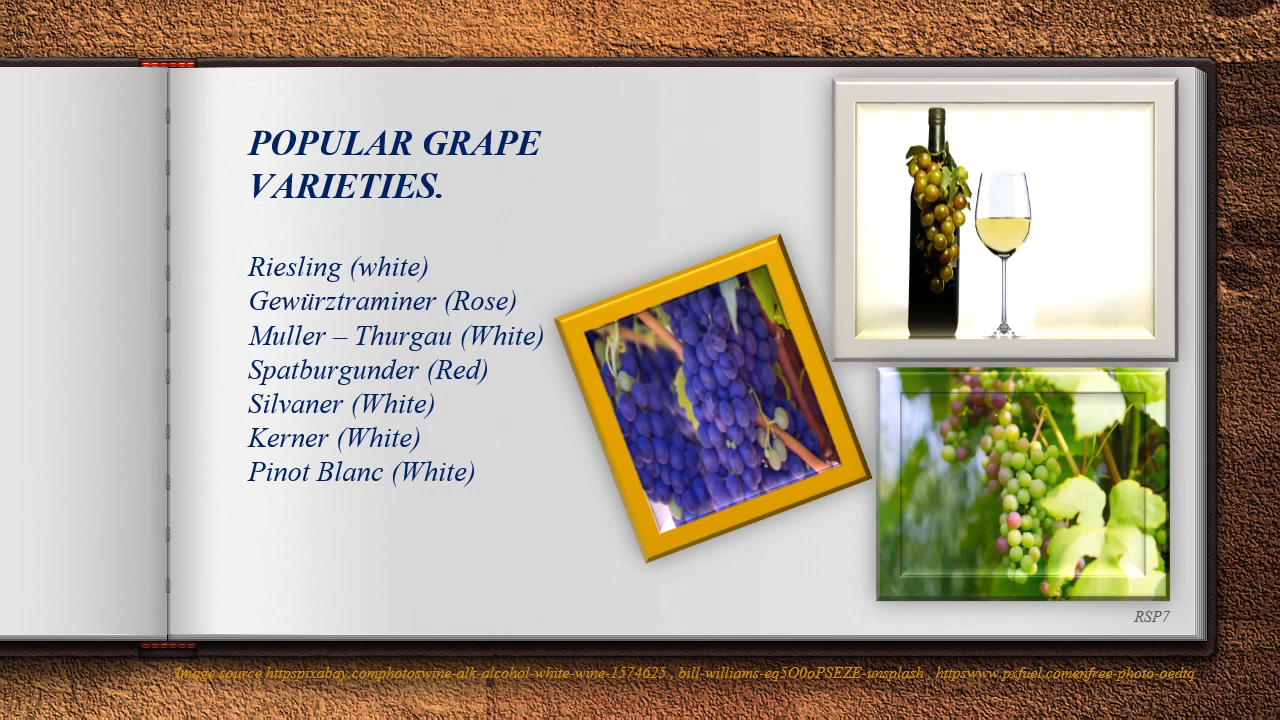 POPULAR GRAPE
VARIETIES.
Riesling (white)
Gewürztraminer (Rose)
Muller – Thurgau (White)
Spatburgunder (Red)
Silvaner (White)
Kerner (White)
Pinot Blanc (White)
RSP7
Image source httpspixabay.comphotoswine-alk-alcohol-white-wine-1574625 , bill-williams-eq5O0oPSEZE-unsplash , httpswww.pxfuel.comenfree-photo-oedtq